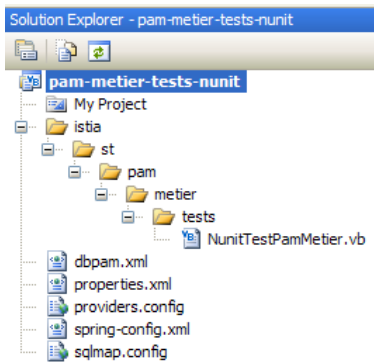 Solution Explorer - pam-metier-tests-nunit
pam-metier-tests-nunit
My Project
istia
st
pam
metier
tests
NunitTestPamMetier.vb
dbpam.xml
properties.xml
providers.config
spring-config.xml
sqlmap.config